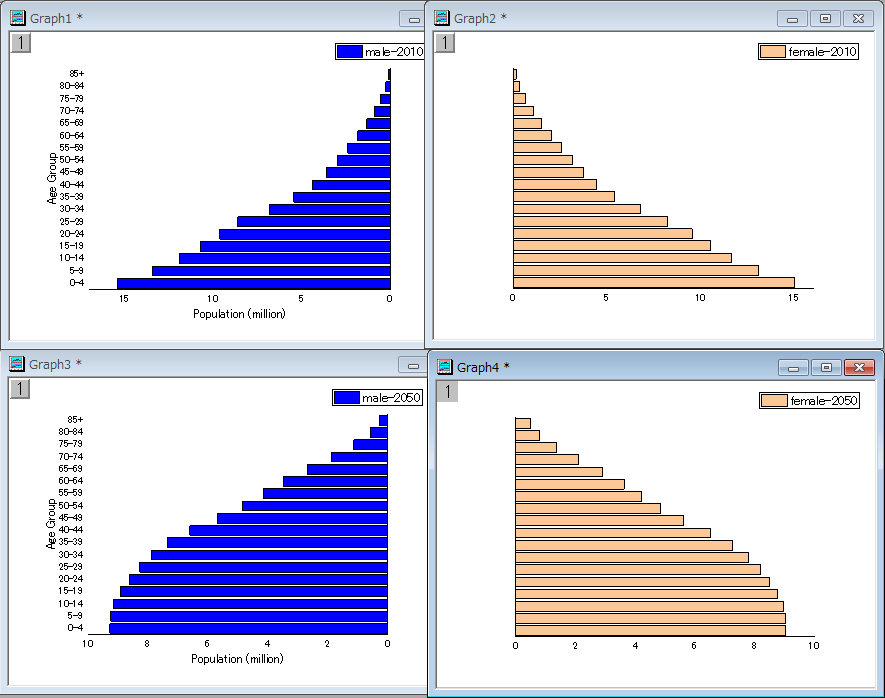 Graph1 *
1
male-2010
85+
80-84
75-79
70-74
65-69
60-64
55-59
50-54
45-49
40-44
35-39
30-34
25-29
20-24
15-19
10-14
5-9
0-4
Age Group
15 10 5 0
Population (million)
Graph2 *
1
female-2010
0 5 10 15
Graph3 *
1
male-2050
85+
80-84
75-79
70-74
65-69
60-64
55-59
50-54
45-49
40-44
35-39
30-34
25-29
20-24
15-19
10-14
5-9
0-4
Age Group
10 8 6 4 2 0
Population (million)
Graph4 *
1
female-2050
0 2 4 6 8 10